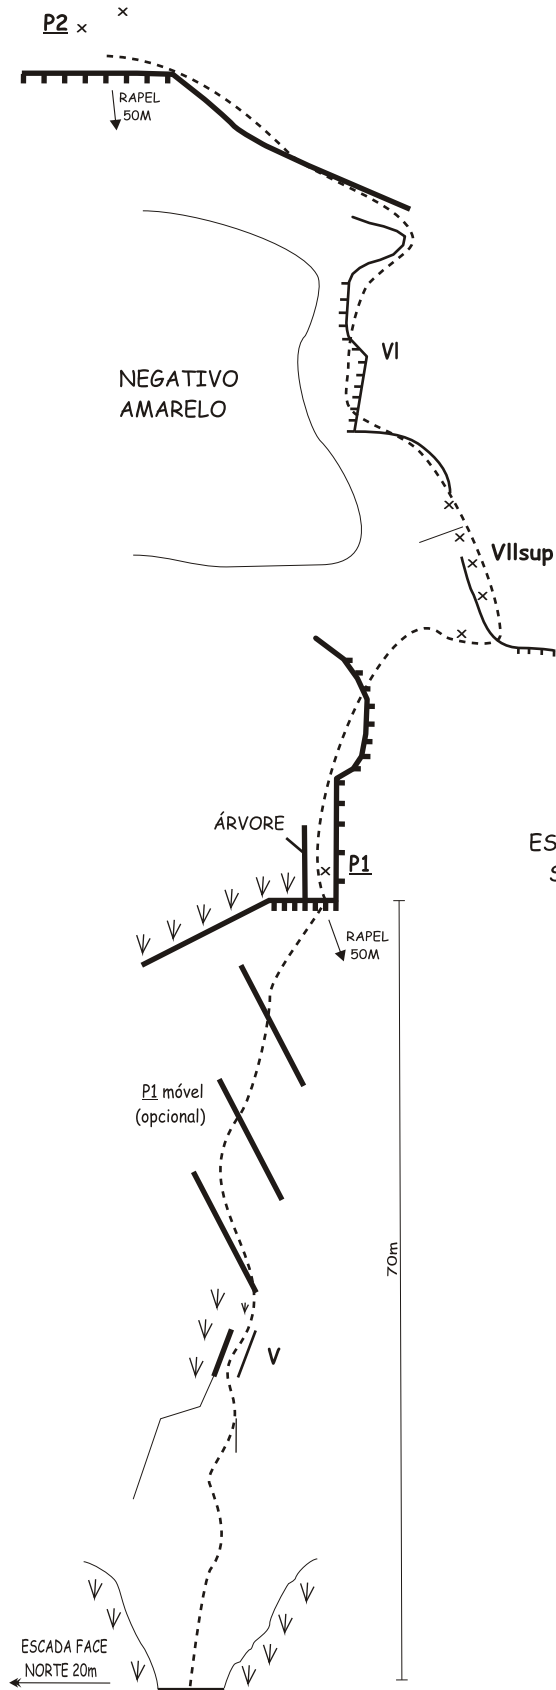 P2
RAPEL
50M
VI
NEGATIVO
AMARELO
VIIsup
ÁRVORE
P1
ES
S
RAPEL
50M
P1 móvel
(opcional)
70m
V
ESCADA FACE
NORTE 20m